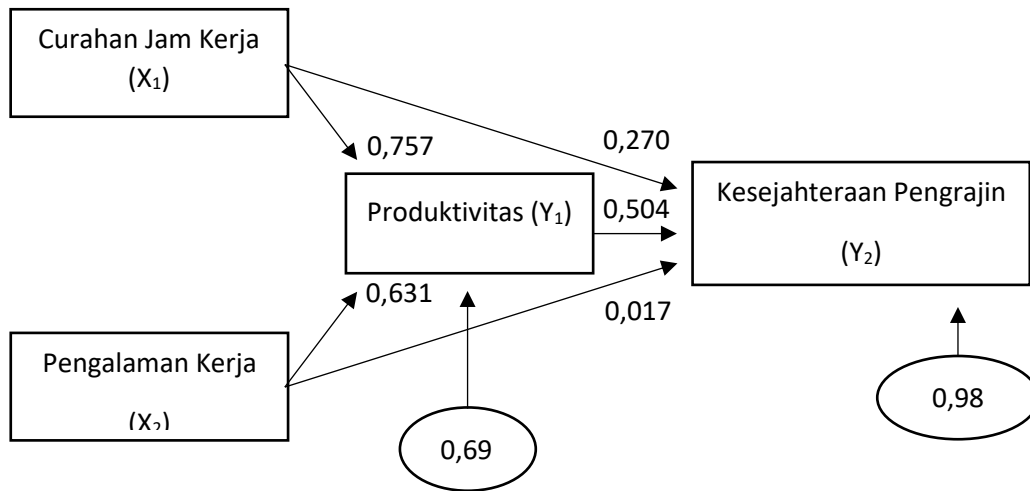 Curahan Jam Kerja
(X₁)
0,757
0,270
Produktivitas (Y₁)
0,504
Kesejahteraan Pengrajin
(Y₂)
0,631
0,017
Pengalaman Kerja
(X₂)
0,69
0,98